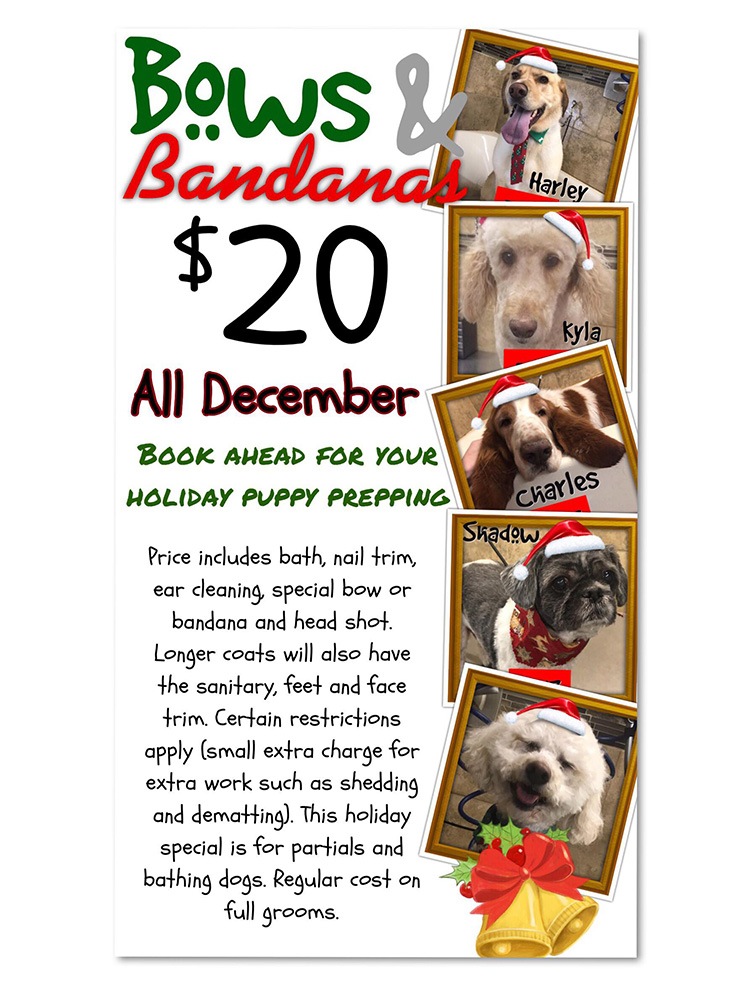 Bows &
Bandanas
$20
All December
Book ahead for your
holiday puppy prepping
Price includes bath, nail trim,
ear cleaning, special bow or
bandana and head shot.
Longer coats will also have
the sanitary, feet and face
trim. Certain restrictions
apply (small extra charge for
extra work such as shedding
and dematting). This holiday
special is for partials and
bathing dogs. Regular cost on
full grooms.
Harley
Kyla
Charles
Shadow